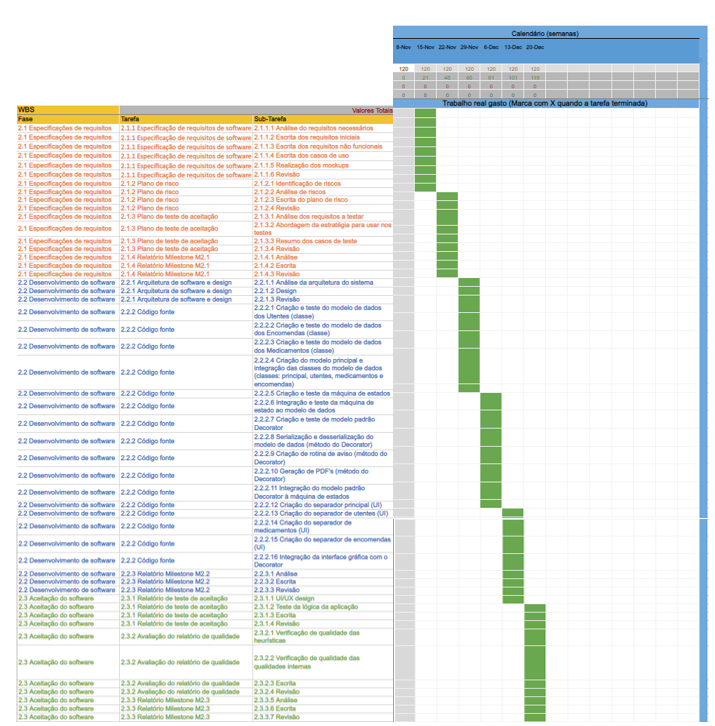 Calendário (semanas)
8-Nov 15-Nov 22-Nov 29-Nov 6-Dec 13-Dec 20-Dec
120 120 120 120 120 120 120
0 21 40 60 81 101 119
0 0 0 0 0 0 0
0 0 0 0 0 0 0
WBS Valores Totais Trabalho real gasto (Marca com X quando a tarefa terminada)
Fase Tarefa Sub-Tarefa
2.1 Especificações de requisitos 2.1.1 Especificação de requisitos de software 2.1.1.1 Análise do requisitos necessários
2.1 Especificações de requisitos 2.1.1 Especificação de requisitos de software 2.1.1.2 Escrita dos requisitos iniciais
2.1 Especificações de requisitos 2.1.1 Especificação de requisitos de software 2.1.1.3 Escrita dos requisitos não funcionais
2.1 Especificações de requisitos 2.1.1 Especificação de requisitos de software 2.1.1.4 Escrita dos casos de uso
2.1 Especificações de requisitos 2.1.1 Especificação de requisitos de software 2.1.1.5 Realização dos mockups
2.1 Especificações de requisitos 2.1.1 Especificação de requisitos de software 2.1.1.6 Revisão
2.1 Especificações de requisitos 2.1.2 Plano de risco 2.1.2.1 Identificação de riscos
2.1 Especificações de requisitos 2.1.2 Plano de risco 2.1.2.2 Análise de riscos
2.1 Especificações de requisitos 2.1.2 Plano de risco 2.1.2.3 Escrita do plano de risco
2.1 Especificações de requisitos 2.1.2 Plano de risco 2.1.2.4 Revisão
2.1 Especificações de requisitos 2.1.3 Plano de teste de aceitação 2.1.3.1 Análise dos requisitos a testar
2.1 Especificações de requisitos 2.1.3 Plano de teste de aceitação 2.1.3.2 Abordagem da estratégia para usar nos
testes
2.1 Especificações de requisitos 2.1.3 Plano de teste de aceitação 2.1.3.3 Resumo dos casos de teste
2.1 Especificações de requisitos 2.1.3 Plano de teste de aceitação 2.1.3.4 Revisão
2.1 Especificações de requisitos 2.1.4 Relatório Milestone M2.1 2.1.4.1 Análise
2.1 Especificações de requisitos 2.1.4 Relatório Milestone M2.1 2.1.4.2 Escrita
2.1 Especificações de requisitos 2.1.4 Relatório Milestone M2.1 2.1.4.3 Revisão
2.2 Desenvolvimento de software 2.2.1 Arquitetura de software e design 2.2.1.1 Análise da arquitetura do sistema
2.2 Desenvolvimento de software 2.2.1 Arquitetura de software e design 2.2.1.2 Design
2.2 Desenvolvimento de software 2.2.1 Arquitetura de software e design 2.2.1.3 Revisão
2.2 Desenvolvimento de software 2.2.2 Código fonte 2.2.2.1 Criação e teste do modelo de dados
dos Utentes (classe)
2.2 Desenvolvimento de software 2.2.2 Código fonte 2.2.2.2 Criação e teste do modelo de dados
dos Encomendas (classe)
2.2 Desenvolvimento de software 2.2.2 Código fonte 2.2.2.3 Criação e teste do modelo de dados
dos Medicamentos (classe)
2.2 Desenvolvimento de software 2.2.2 Código fonte 2.2.2.4 Criação do modelo principal e
integração das classes do modelo de dados
(classes: principal, utentes, medicamentos e
encomendas)
2.2 Desenvolvimento de software 2.2.2 Código fonte 2.2.2.5 Criação e teste da máquina de estados
2.2 Desenvolvimento de software 2.2.2 Código fonte 2.2.2.6 Integração e teste da máquina de
estado ao modelo de dados
2.2 Desenvolvimento de software 2.2.2 Código fonte 2.2.2.7 Criação e teste de modelo padrão
Decorator
2.2 Desenvolvimento de software 2.2.2 Código fonte 2.2.2.8 Serialização e desserialização do
modelo de dados (método do Decorator)
2.2 Desenvolvimento de software 2.2.2 Código fonte 2.2.2.9 Criação de rotina de aviso (método do
Decorator)
2.2 Desenvolvimento de software 2.2.2 Código fonte 2.2.2.10 Geração de PDF's (método do
Decorator)
2.2 Desenvolvimento de software 2.2.2 Código fonte 2.2.2.11 Integração do modelo padrão
Decorator à máquina de estados
2.2 Desenvolvimento de software 2.2.2 Código fonte 2.2.2.12 Criação do separador principal (UI)
2.2 Desenvolvimento de software 2.2.2 Código fonte 2.2.2.13 Criação do separador de utentes (UI)
2.2 Desenvolvimento de software 2.2.2 Código fonte 2.2.2.14 Criação do separador de
medicamentos (UI)
2.2 Desenvolvimento de software 2.2.2 Código fonte 2.2.2.15 Criação do separador de encomendas
(UI)
2.2 Desenvolvimento de software 2.2.2 Código fonte 2.2.2.16 Integração da interface gráfica com o
Decorator
2.2 Desenvolvimento de software 2.2.3 Relatório Milestone M2.2 2.2.3.1 Análise
2.2 Desenvolvimento de software 2.2.3 Relatório Milestone M2.2 2.2.3.2 Escrita
2.2 Desenvolvimento de software 2.2.3 Relatório Milestone M2.2 2.2.3.3 Revisão
2.3 Aceitação do software 2.3.1 Relatório de teste de aceitação 2.3.1.1 UI/UX design
2.3 Aceitação do software 2.3.1 Relatório de teste de aceitação 2.3.1.2 Teste da lógica da aplicação
2.3 Aceitação do software 2.3.1 Relatório de teste de aceitação 2.3.1.3 Escrita
2.3 Aceitação do software 2.3.1 Relatório de teste de aceitação 2.3.1.4 Revisão
2.3 Aceitação do software 2.3.2 Avaliação do relatório de qualidade 2.3.2.1 Verificação de qualidade das
heurísticas
2.3 Aceitação do software 2.3.2 Avaliação do relatório de qualidade 2.3.2.2 Verificação de qualidade das
qualidades internas
2.3 Aceitação do software 2.3.2 Avaliação do relatório de qualidade 2.3.2.3 Escrita
2.3 Aceitação do software 2.3.2 Avaliação do relatório de qualidade 2.3.2.4 Revisão
2.3 Aceitação do software 2.3.3 Relatório Milestone M2.3 2.3.3.5 Análise
2.3 Aceitação do software 2.3.3 Relatório Milestone M2.3 2.3.3.6 Escrita
2.3 Aceitação do software 2.3.3 Relatório Milestone M2.3 2.3.3.7 Revisão